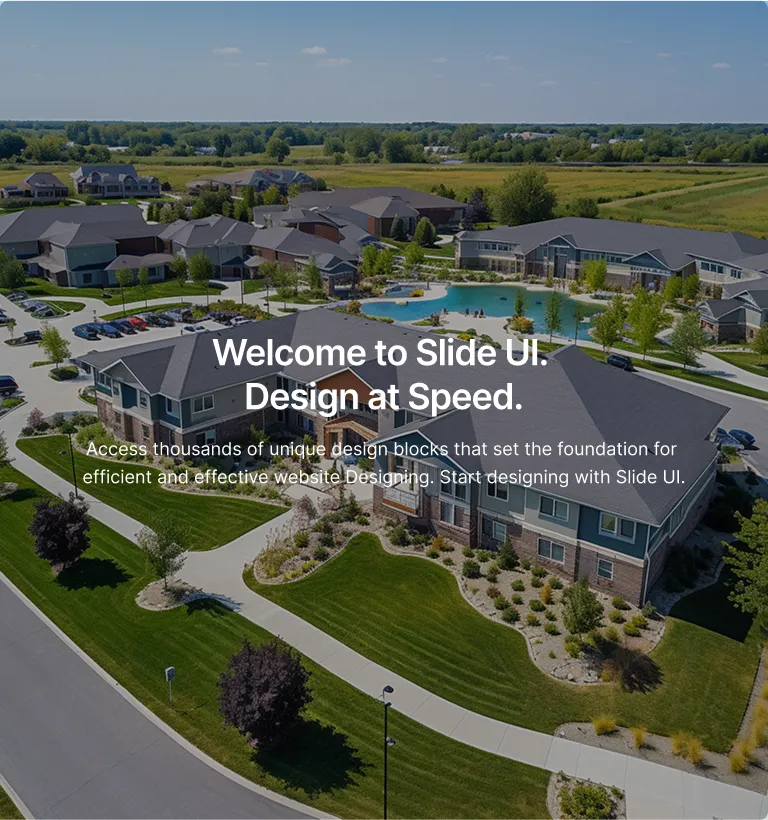 Welcome to Slide UI.
Design at Speed.
Access thousands of unique design blocks that set the foundation for
efficient and effective website Designing. Start designing with Slide UI.